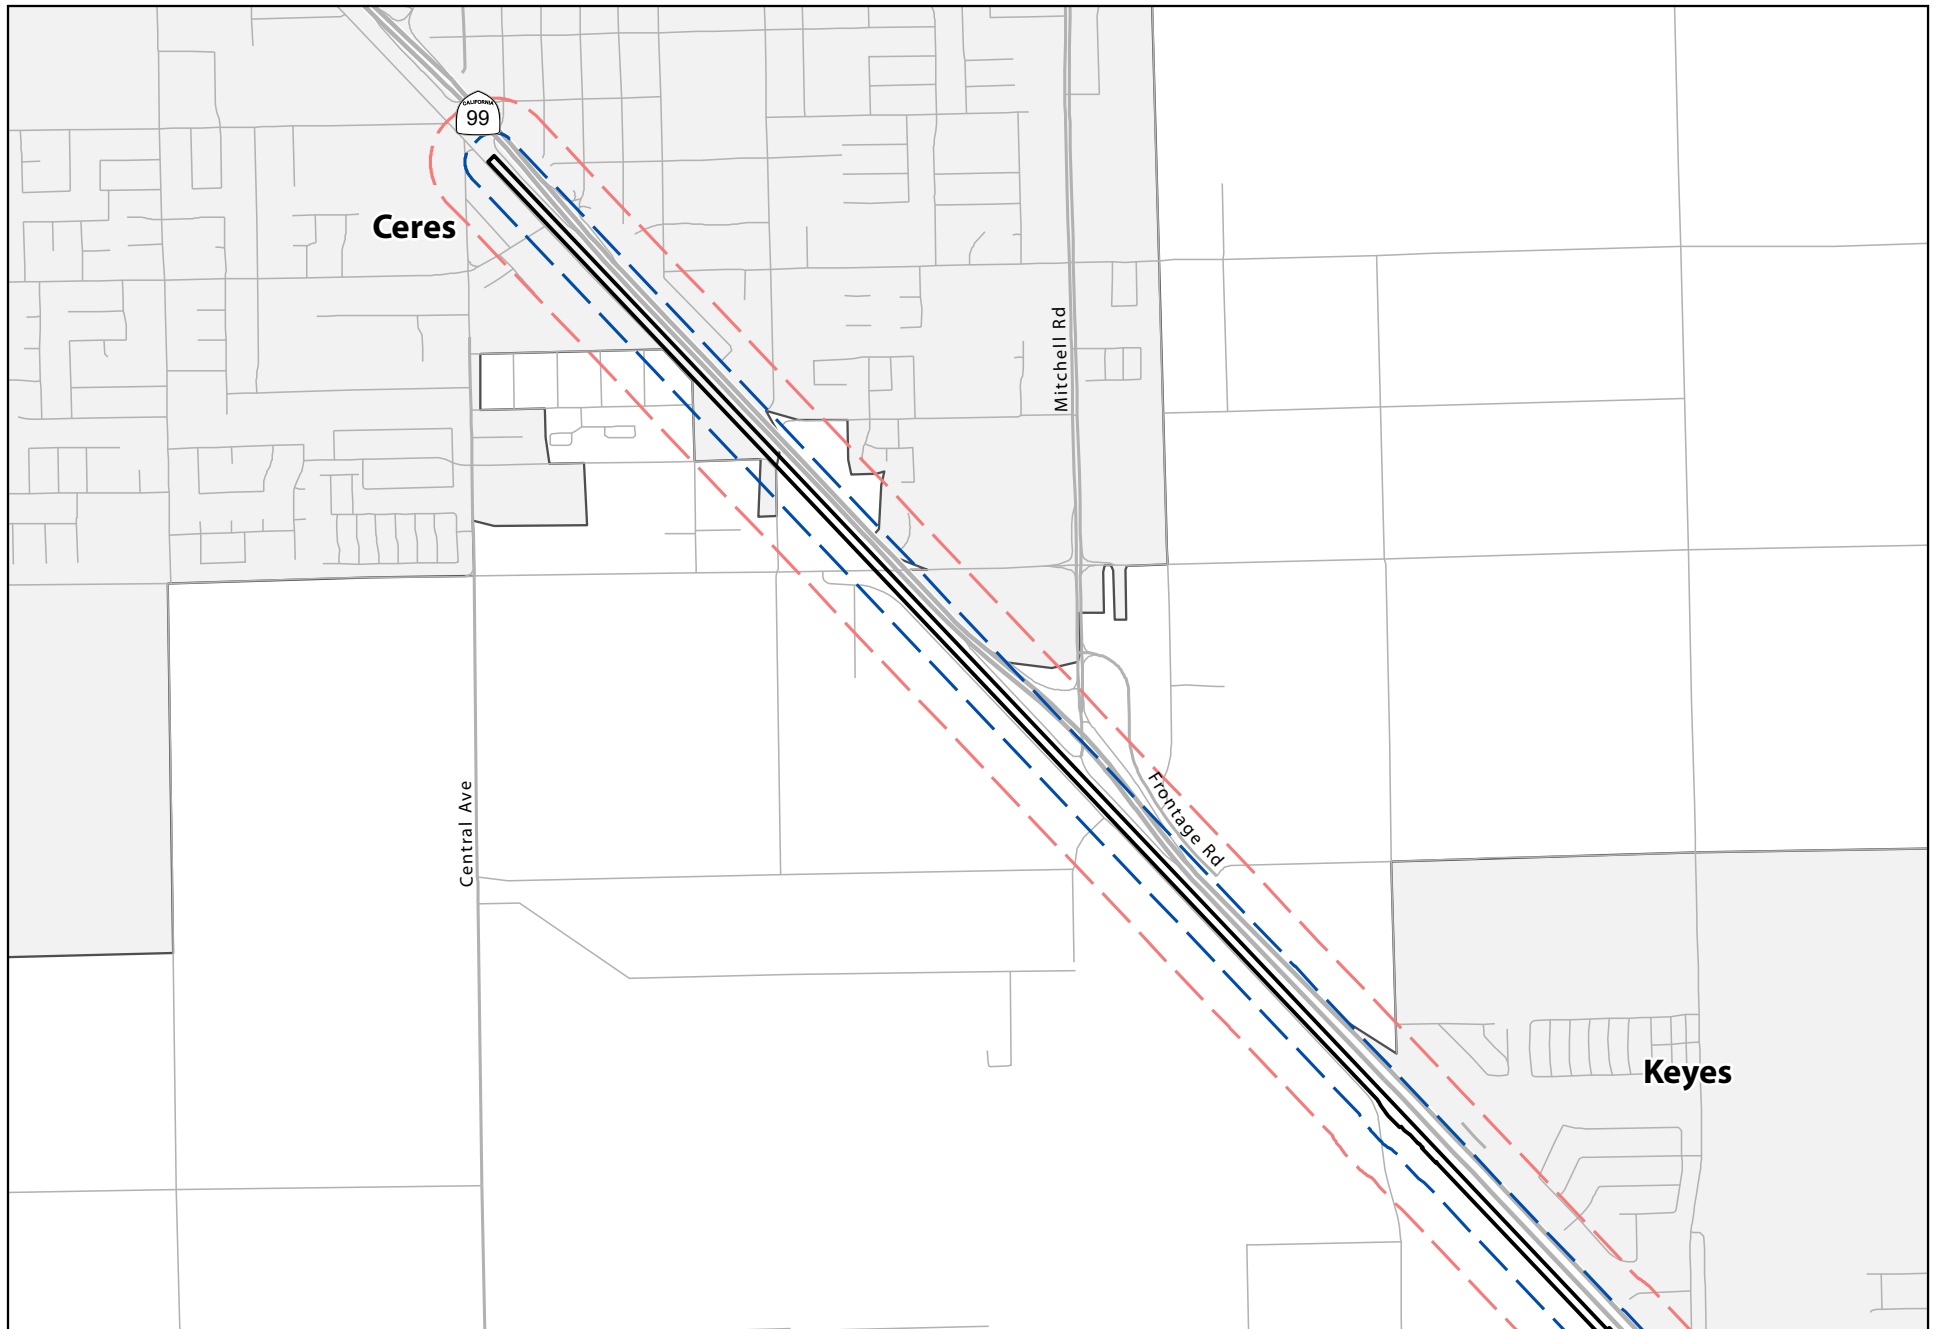 CALIFORNIA
99
Ceres
Mitchell Rd
Central Ave
Frontage Rd
Keyes